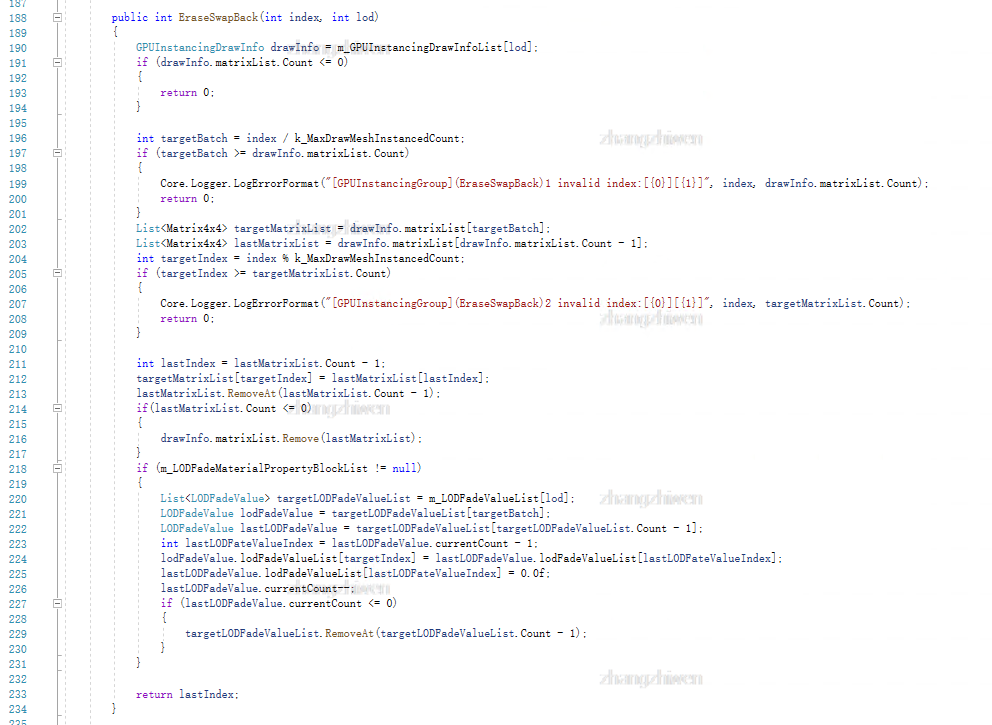 187
188 public int EraseSwapBack(int index, int lod)
189 {
190 GPUInstancingDrawInfo drawInfo = m_GPUInstancingDrawInfoList[lod];
191 if (drawInfo.matrixList.Count <= 0)
192 {
193 return 0;
194 }
195
196 int targetBatch = index / k_MaxDrawMeshInstancedCount;
197 if (targetBatch >= drawInfo.matrixList.Count)
198 {
199 Core.Logger.LogErrorFormat("[GPUInstancingGroup](EraseSwapBack)1 invalid index:[{0}][{1}]", index, drawInfo.matrixList.Count);
200 return 0;
201 }
202 List<Matrix4x4> targetMatrixList = drawInfo.matrixList[targetBatch];
203 List<Matrix4x4> lastMatrixList = drawInfo.matrixList[drawInfo.matrixList.Count - 1];
204 int targetIndex = index % k_MaxDrawMeshInstancedCount;
205 if (targetIndex >= targetMatrixList.Count)
206 {
207 Core.Logger.LogErrorFormat("[GPUInstancingGroup](EraseSwapBack)2 invalid index:[{0}][{1}]", index, targetMatrixList.Count);
208 return 0;
209 }
210
211 int lastIndex = lastMatrixList.Count - 1;
212 targetMatrixList[targetIndex] = lastMatrixList[lastIndex];
213 lastMatrixList.RemoveAt(lastMatrixList.Count - 1);
214 if(lastMatrixList.Count <= 0)
215 {
216 drawInfo.matrixList.Remove(lastMatrixList);
217 }
218 if (m_LODFadeMaterialPropertyBlockList != null)
219 {
220 List<LODFadeValue> targetLODFadeValueList = m_LODFadeValueList[lod];
221 LODFadeValue lodFadeValue = targetLODFadeValueList[targetBatch];
222 LODFadeValue lastLODFadeValue = targetLODFadeValueList[targetLODFadeValueList.Count - 1];
223 int lastLODFateValueIndex = lastLODFadeValue.currentCount - 1;
224 lodFadeValue.lodFadeValueList[targetIndex] = lastLODFadeValue.lodFadeValueList[lastLODFateValueIndex];
225 lastLODFadeValue.lodFadeValueList[lastLODFateValueIndex] = 0.0f;
226 lastLODFadeValue.currentCount--;
227 if (lastLODFadeValue.currentCount <= 0)
228 {
229 targetLODFadeValueList.RemoveAt(targetLODFadeValueList.Count - 1);
230 }
231 }
232
233 return lastIndex;
234 }
235
zhangzhiwen
zhangzhiwen
zhangzhiwen
zhangzhiwen
zhangzhiwen
zhangzhiwen
zhangzhiwen
zhangzhiwen
zhangzhiwen